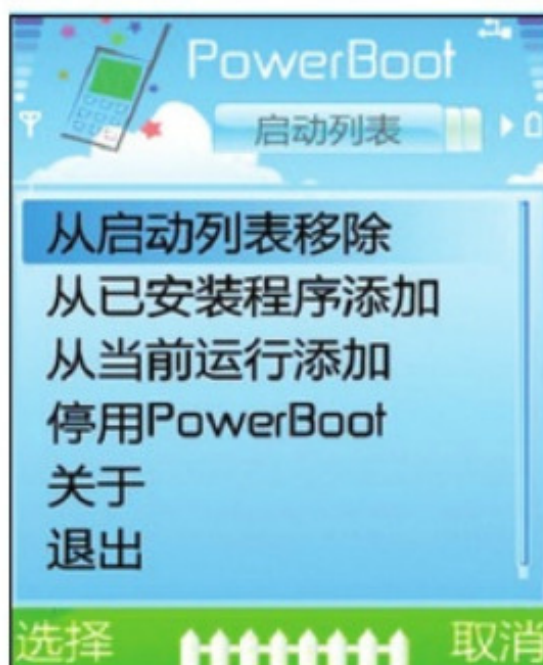 PowerBoot
启动列表
从启动列表移除
从已安装程序添加
从当前运行添加
停用PowerBoot
关于
退出
选择
取消